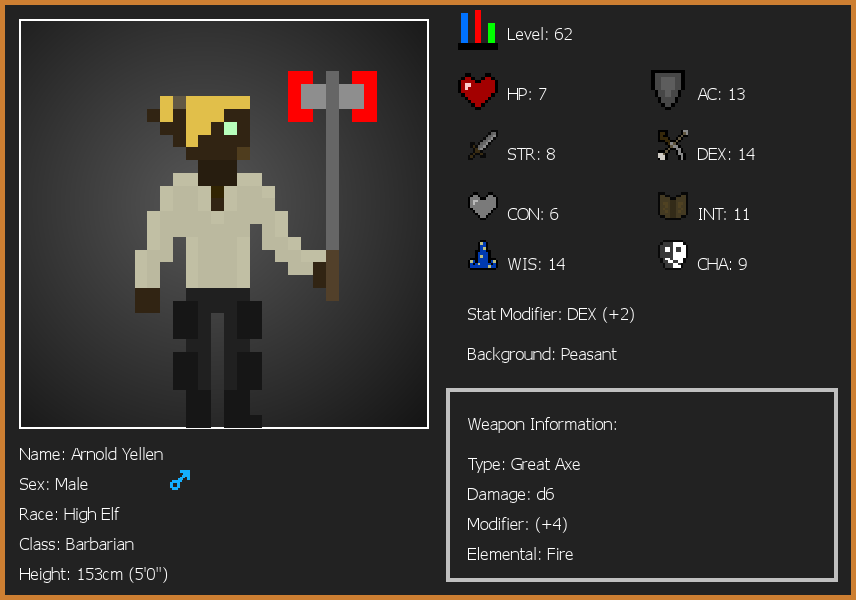 Level: 62
HP: 7
AC: 13
STR: 8
DEX: 14
CON: 6
INT: 11
WIS: 14
CHA: 9
Stat Modifier: DEX (+2)
Background: Peasant
Weapon Information:
Type: Great Axe
Damage: d6
Modifier: (+4)
Elemental: Fire
Name: Arnold Yellen
Sex: Male
Race: High Elf
Class: Barbarian
Height: 153cm (5'0")